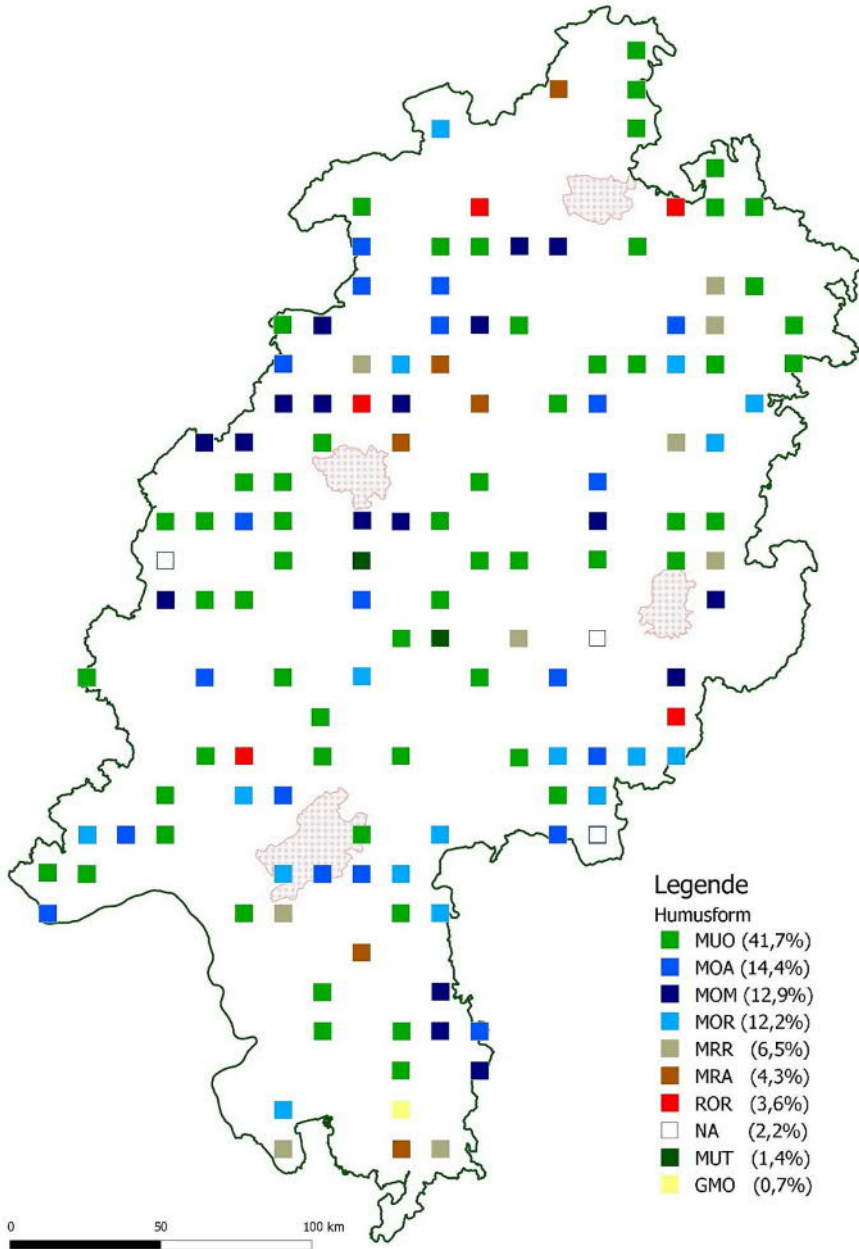 Legende
Humusform
MUO (41,7%)
MOA (14,4%)
MOM (12,9%)
MOR (12,2%)
MRR (6,5%)
MRA (4,3%)
ROR (3,6%)
NA (2,2%)
MUT (1,4%)
GMO (0,7%)
0 50 100 km